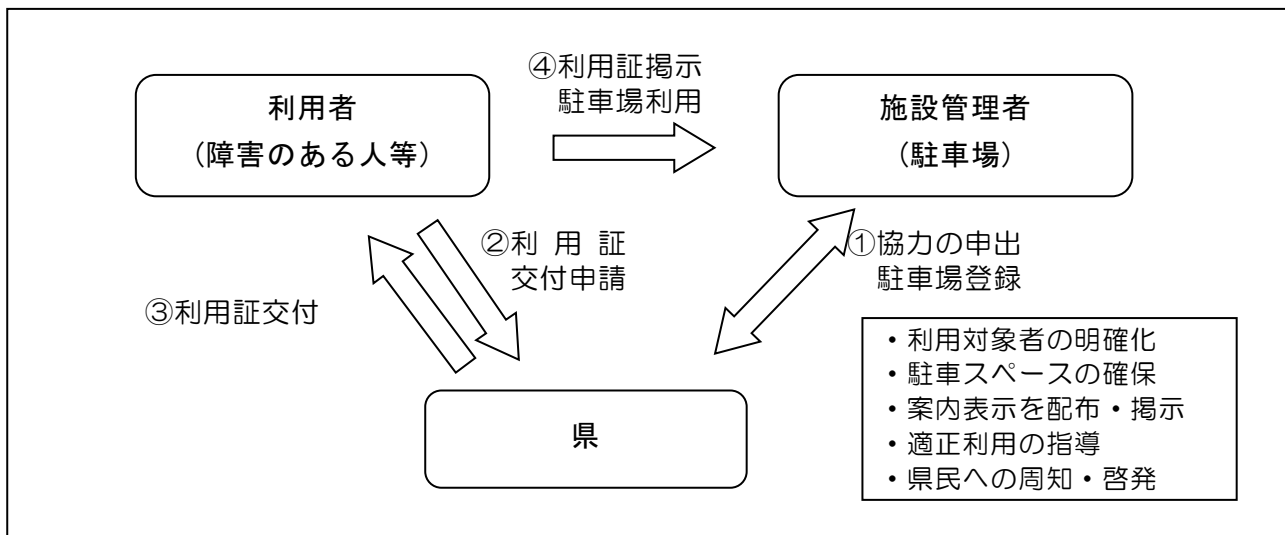 ④利用証掲示
駐車場利用
利用者
(障害のある人等)
施設管理者
(駐車場)
②利 用 証
交付申請
①協力の申出
駐車場登録
③利用証交付
・利用対象者の明確化
・駐車スペースの確保
・案内表示を配布・掲示
・適正利用の指導
・県民への周知・啓発
県